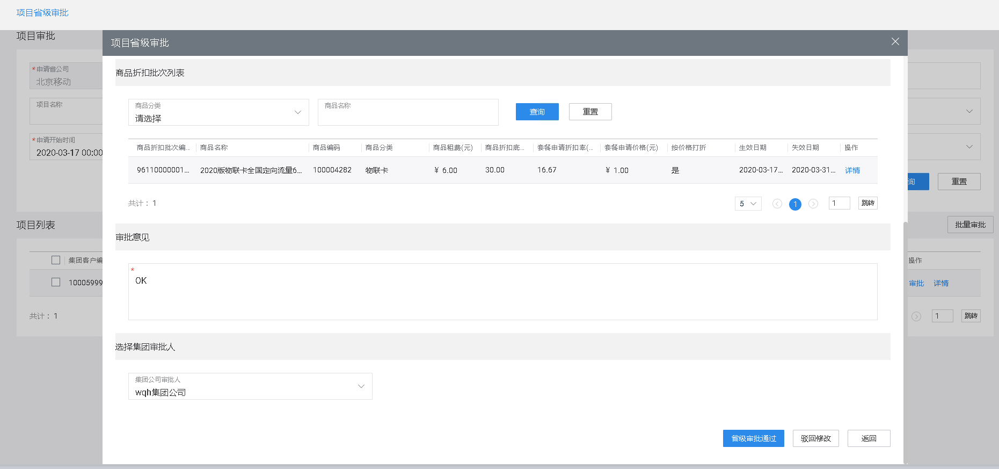 项目省级审批
项目审批
项目省级审批
*申请省公司
北京移动
项目名称
*申请开始时间
2020-03-17 00:00
询
重置
项目列表
批量审批
集团客户编
操作
10005999
审批 详情
共计： 1
1 跳转
商品折扣批次列表
商品分类
请选择
商品名称
查询
重置
商品折扣批次编... 商品名称 商品编码 商品分类 商品租费(元) 商品折扣底... 套餐申请折扣率(... 套餐申请价格(元) 按价格打折 生效日期 失效日期 操作
96110000001... 2020版物联卡全国定向流量6... 100004282 物联卡 ¥ 6.00 30.00 16.67 ¥ 1.00 是 2020-03-17... 2020-03-31... 详情
共计： 1 5 1 1 跳转
审批意见
*
OK
选择集团审批人
集团公司审批人
wqh集团公司
省级审批通过 驳回修改 返回